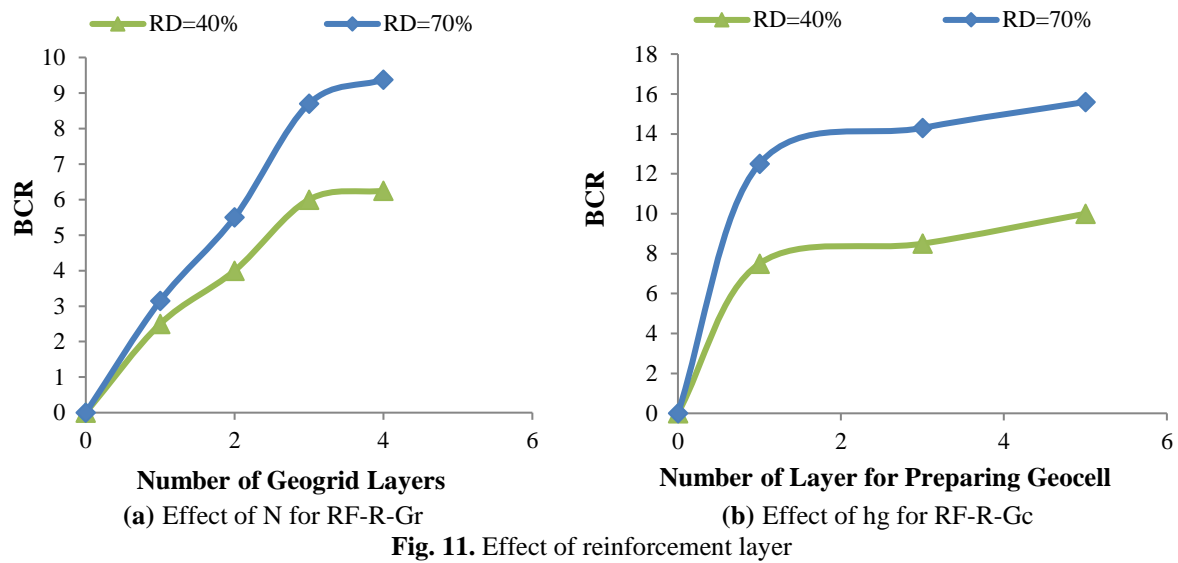 RD=40% RD=70%
10
9
8
7
6
5
4
3
2
1
0
0 2 4 6
BCR
Number of Geogrid Layers
(a) Effect of N for RF-R-Gr
RD=40% RD=70%
18
16
14
12
10
8
6
4
2
0
0 2 4 6
BCR
Number of Layer for Preparing Geocell
(b) Effect of hg for RF-R-Gc
Fig. 11. Effect of reinforcement layer